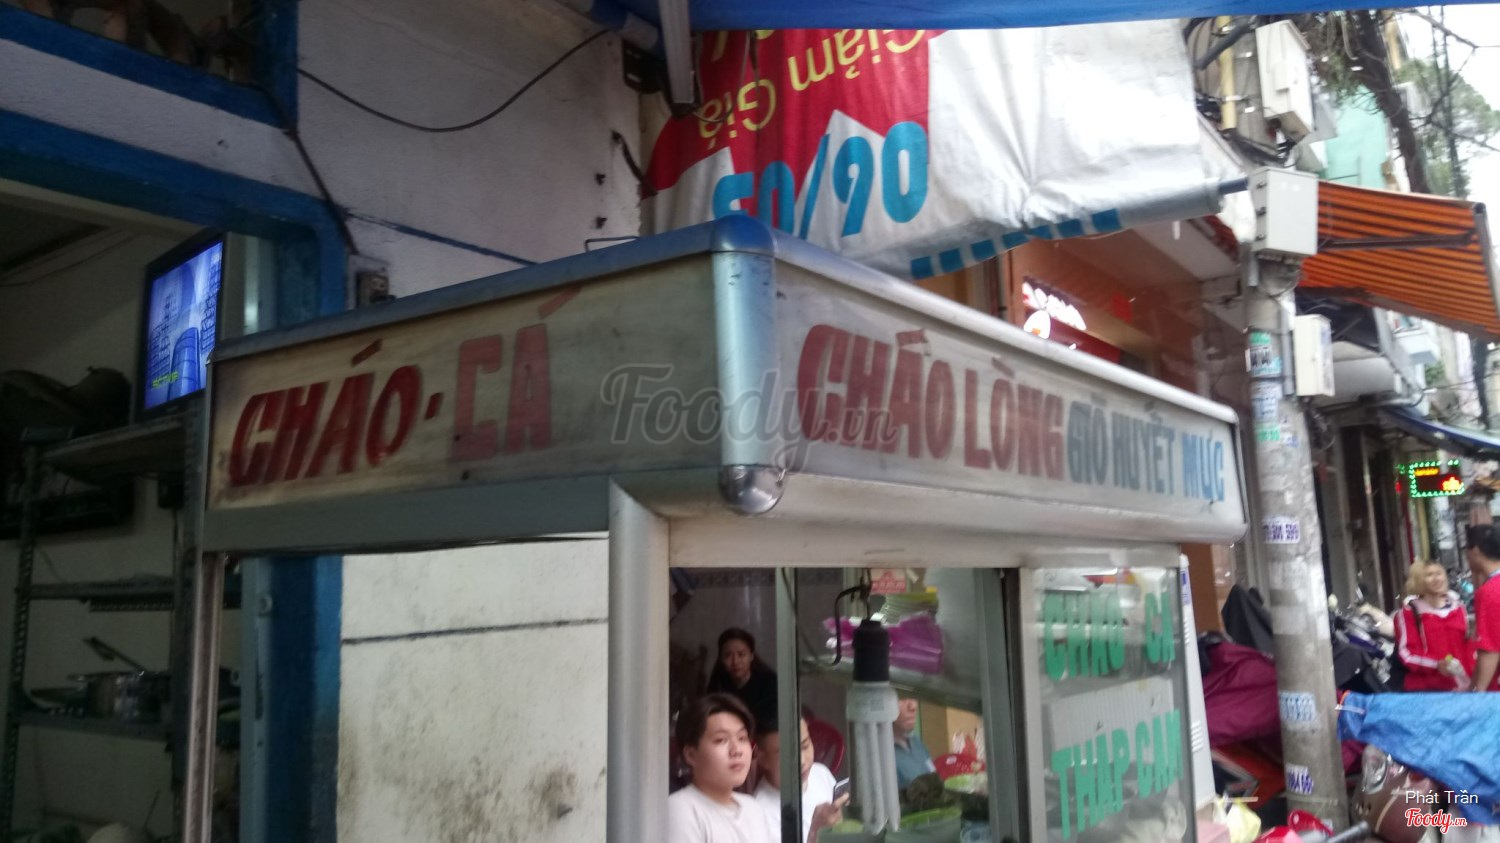 Giảm Giá
50/90
CHÁO - CÁ
CHÁO LÒNG GIÒ HUYẾT MỰC
CHÁO CÁ
THẬP CẨM
Foody.vn
Phát Trần
Foody.vn